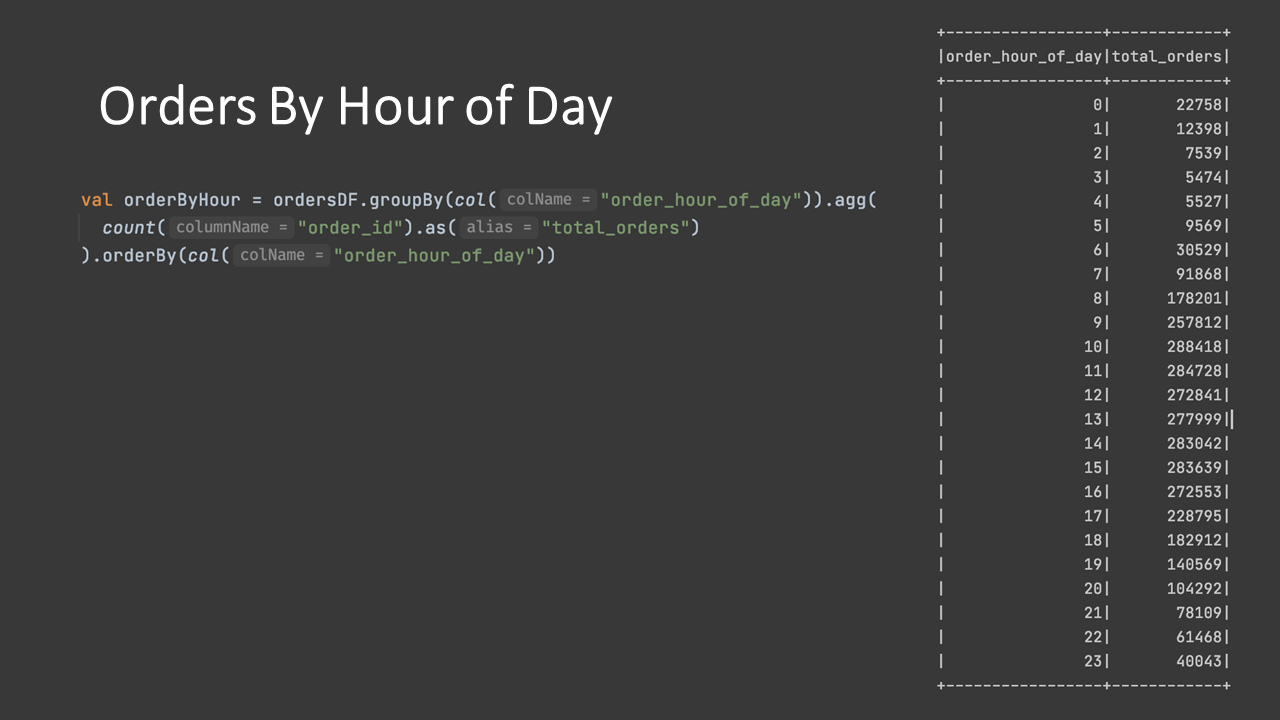 Orders By Hour of Day
val orderByHour = ordersDF.groupBy(col( colName = "order_hour_of_day")).agg(
count( columnName = "order_id").as( alias = "total_orders")
).orderBy(col( colName = "order_hour_of_day"))
+-----------------+------------+
|order_hour_of_day|total_orders|
+-----------------+------------+
|                0|       22758|
|                1|       12398|
|                2|        7539|
|                3|        5474|
|                4|        5527|
|                5|        9569|
|                6|       30529|
|                7|       91868|
|                8|      178201|
|                9|      257812|
|               10|      288418|
|               11|      284728|
|               12|      272841|
|               13|      277999|
|               14|      283042|
|               15|      283639|
|               16|      272553|
|               17|      228795|
|               18|      182912|
|               19|      140569|
|               20|      104292|
|               21|       78109|
|               22|       61468|
|               23|       40043|
+-----------------+------------+